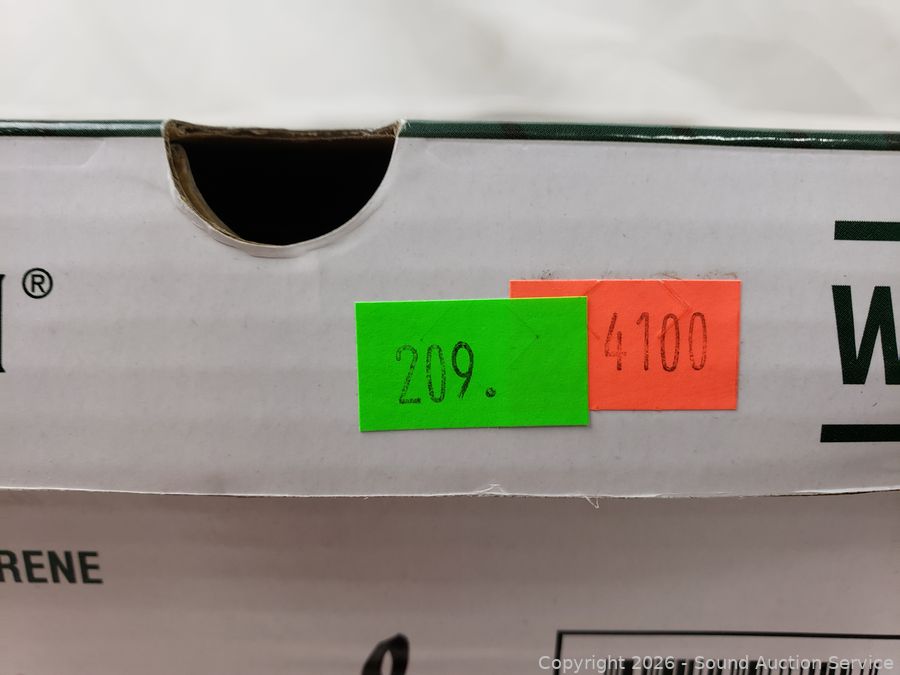 ®
209.
4100
W
RENE
Copyright 2026 - Sound Auction Service